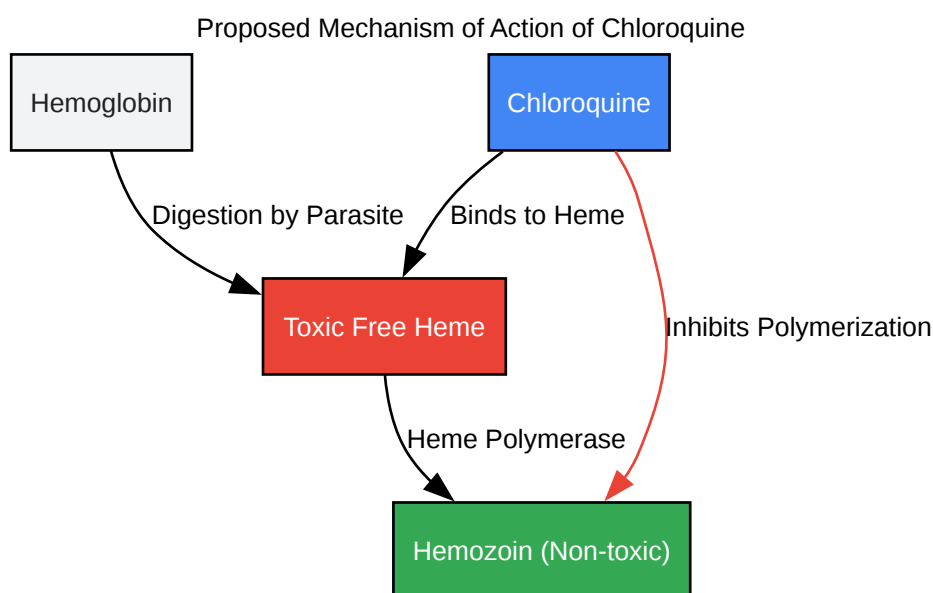 Proposed Mechanism of Action of Chloroquine
Hemoglobin
Chloroquine
Digestion by Parasite
Binds to Heme
Toxic Free Heme
Inhibits Polymerization
Heme Polymerase
Hemozoin (Non-toxic)